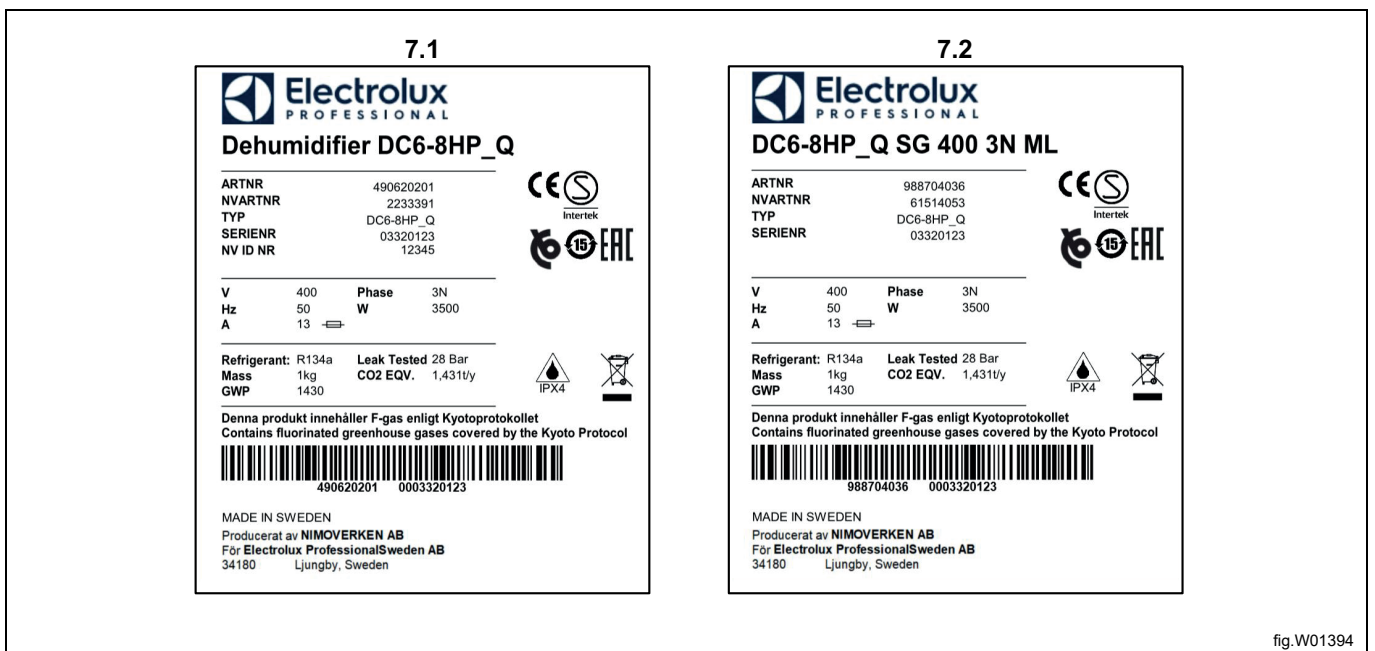 7.1
Electrolux
PROFESSIONAL
Dehumidifier DC6-8HP_Q
ARTNR 490620201
NVARTNR 2233391
TYP DC6-8HP_Q
SERIENR 03320123
NV ID NR 12345
CE S
Intertek
15 EAC
V 400 Phase 3N
Hz 50 W 3500
A 13
Refrigerant: R134a Leak Tested 28 Bar
Mass 1kg CO2 EQV. 1,431t/y
GWP 1430
IPX4
Denna produkt innehåller F-gas enligt Kyotoprotokollet
Contains fluorinated greenhouse gases covered by the Kyoto Protocol
490620201 0003320123
MADE IN SWEDEN
Producerat av NIMOVERKEN AB
För Electrolux ProfessionalSweden AB
34180 Ljungby, Sweden
7.2
Electrolux
PROFESSIONAL
DC6-8HP_Q SG 400 3N ML
ARTNR 988704036
NVARTNR 61514053
TYP DC6-8HP_Q
SERIENR 03320123
CE S
Intertek
15 EAC
V 400 Phase 3N
Hz 50 W 3500
A 13
Refrigerant: R134a Leak Tested 28 Bar
Mass 1kg CO2 EQV. 1,431t/y
GWP 1430
IPX4
Denna produkt innehåller F-gas enligt Kyotoprotokollet
Contains fluorinated greenhouse gases covered by the Kyoto Protocol
988704036 0003320123
MADE IN SWEDEN
Producerat av NIMOVERKEN AB
För Electrolux ProfessionalSweden AB
34180 Ljungby, Sweden
fig.W01394